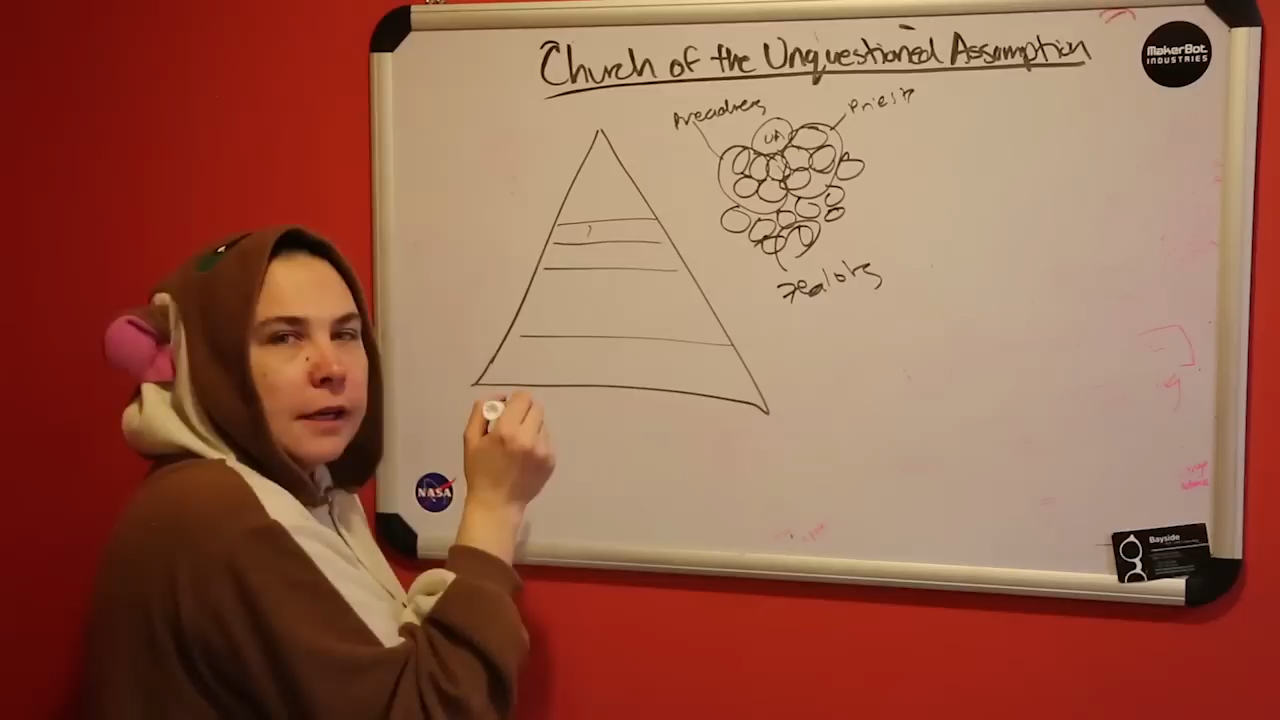 Church of the Unquestioned Assumption
MakerBot
INDUSTRIES
Preachers
Priests
UA
Zealots
NASA
Bayside